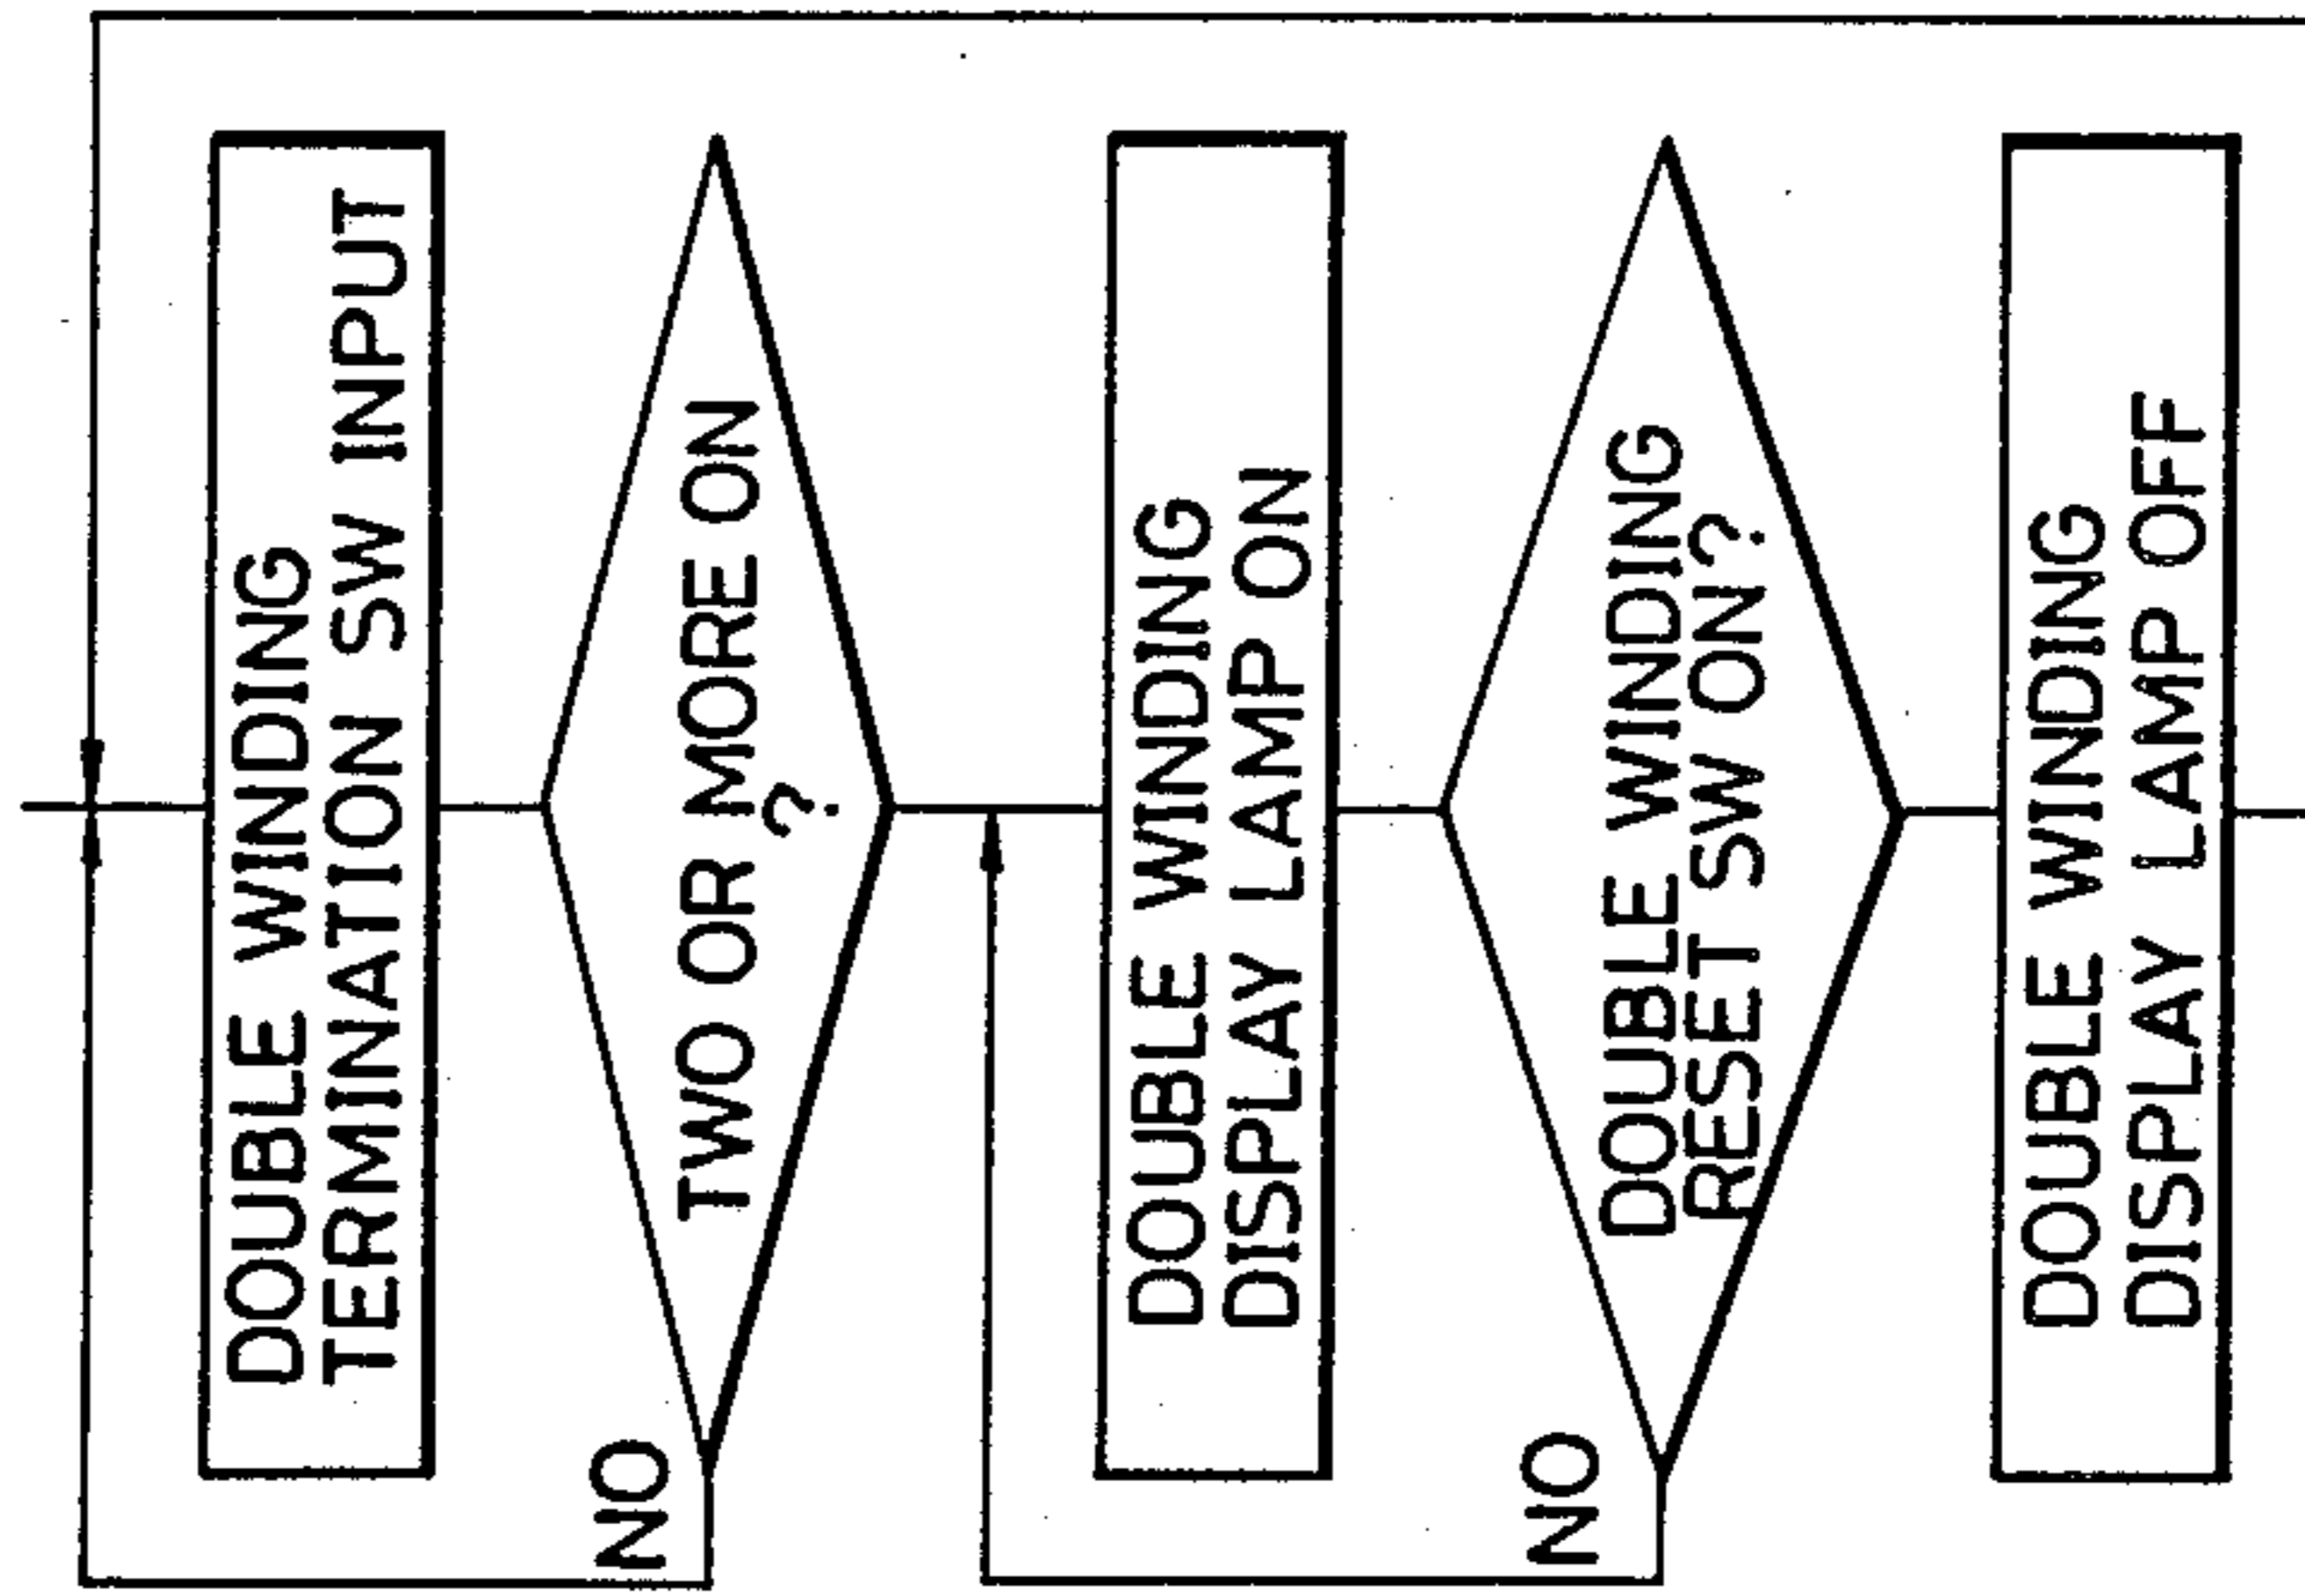 DOUBLE WINDING
TERMINATION SW INPUT
TWO OR MORE ON
?
NO
DOUBLE WINDING
DISPLAY LAMP ON
DOUBLE WINDING
RESET SW ON?
NO
DOUBLE WINDING
DISPLAY LAMP OFF